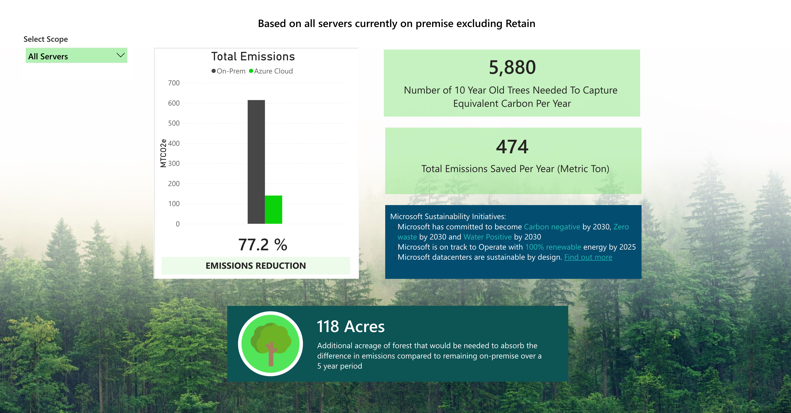 Based on all servers currently on premise excluding Retain
Select Scope
All Servers
Total Emissions
On-Prem Azure Cloud
MTCO2e
700
600
500
400
300
200
100
0
77.2 %
EMISSIONS REDUCTION
5,880
Number of 10 Year Old Trees Needed To Capture
Equivalent Carbon Per Year
474
Total Emissions Saved Per Year (Metric Ton)
Microsoft Sustainability Initiatives:
Microsoft has committed to become Carbon negative by 2030, Zero
waste by 2030 and Water Positive by 2030
Microsoft is on track to Operate with 100% renewable energy by 2025
Microsoft datacenters are sustainable by design. Find out more
118 Acres
Additional acreage of forest that would be needed to absorb the
difference in emissions compared to remaining on-premise over a
5 year period